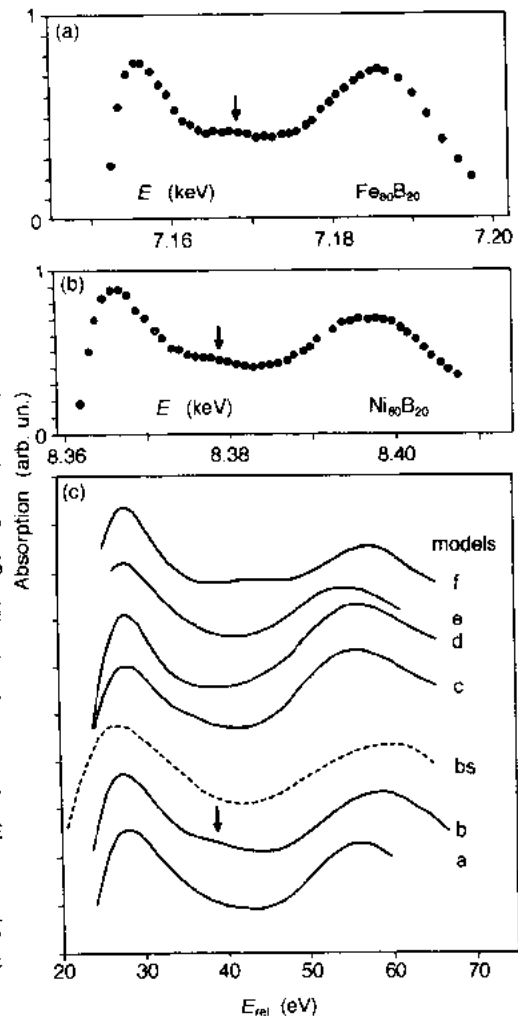 1
(a)
E (keV)
Fe80B20
0
7.16
7.18
7.20
1
(b)
E (keV)
Ni80B20
0
8.36
8.38
8.40
Absorption (arb. un.)
(c)
models
f
e
d
c
bs
b
a
20
30
40
50
60
70
Erel (eV)